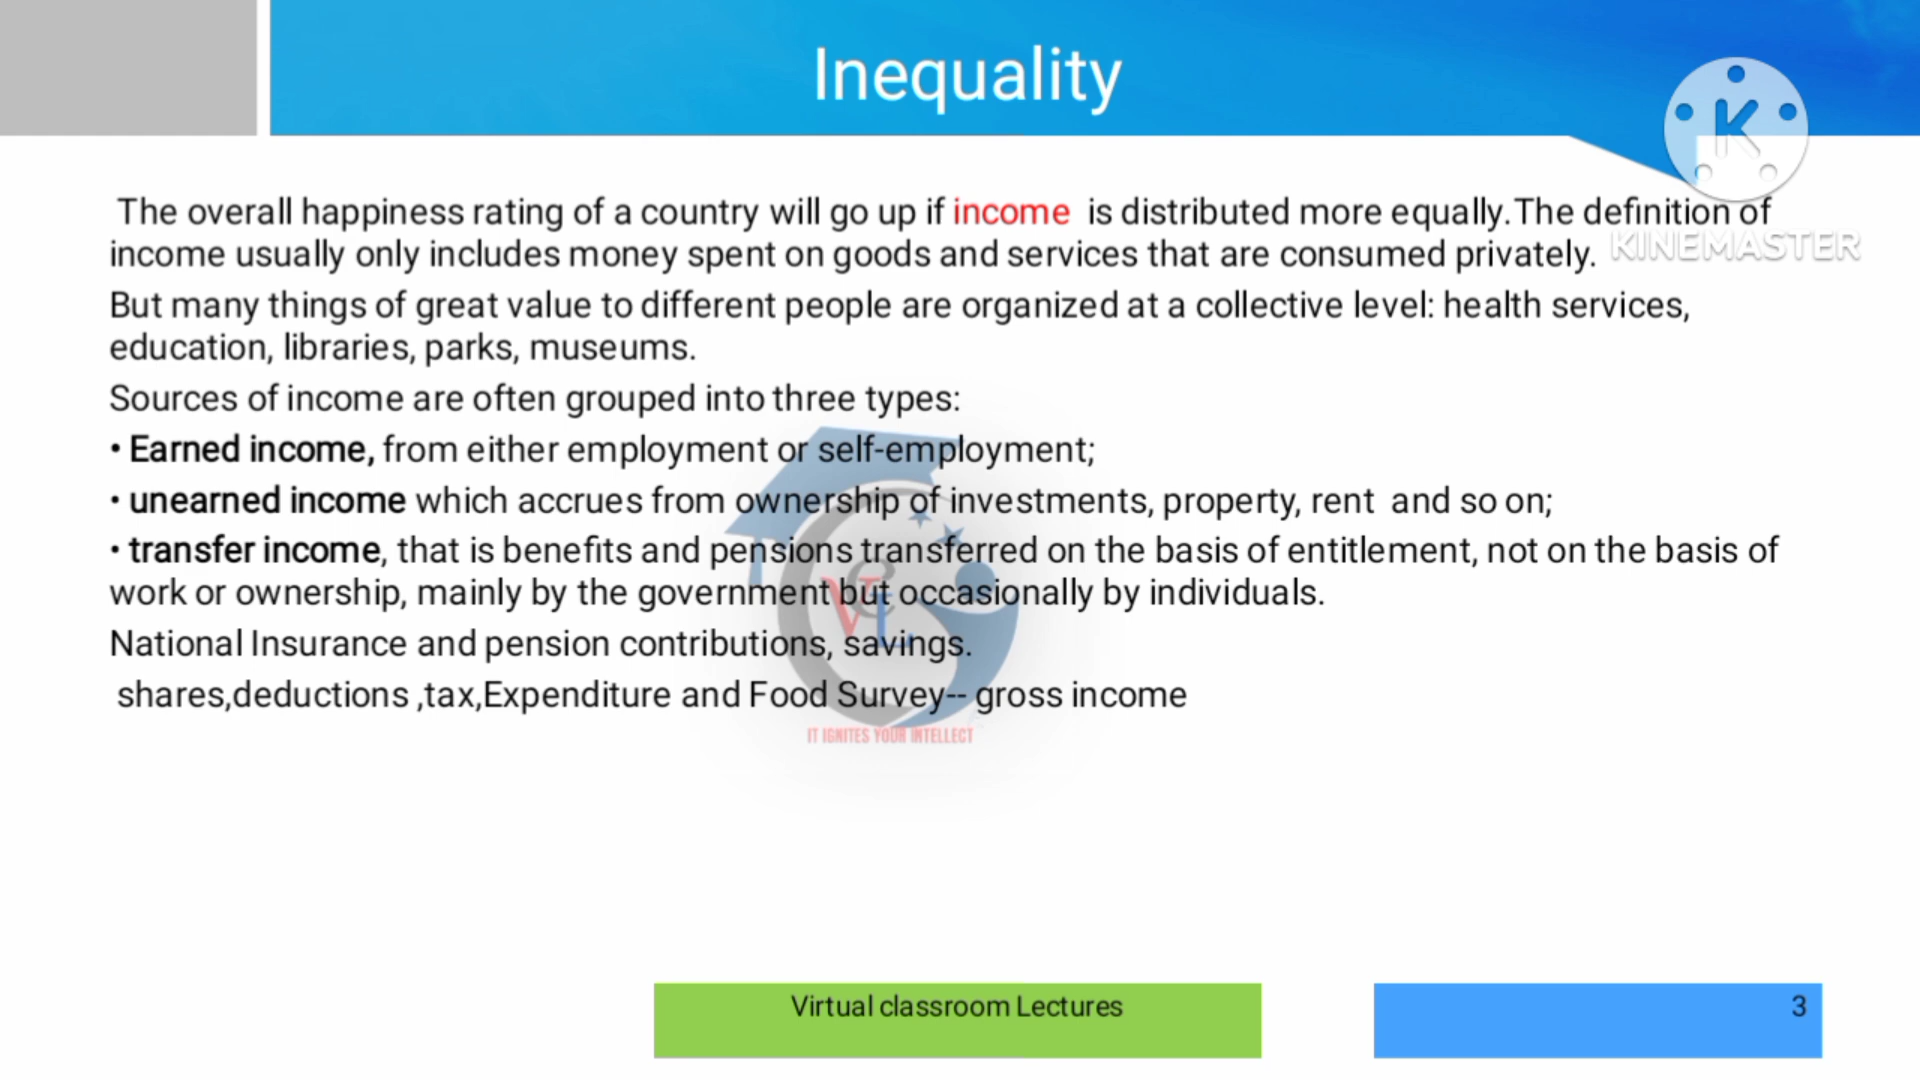 Inequality
K
KINEMASTER
The overall happiness rating of a country will go up if income is distributed more equally.The definition of
income usually only includes money spent on goods and services that are consumed privately.
But many things of great value to different people are organized at a collective level: health services,
education, libraries, parks, museums.
Sources of income are often grouped into three types:
• Earned income, from either employment or self-employment;
• unearned income which accrues from ownership of investments, property, rent and so on;
• transfer income, that is benefits and pensions transferred on the basis of entitlement, not on the basis of
work or ownership, mainly by the government but occasionally by individuals.
National Insurance and pension contributions, savings.
shares,deductions ,tax,Expenditure and Food Survey-- gross income
VCL
IT IGNITES YOUR INTELLECT
Virtual classroom Lectures
3